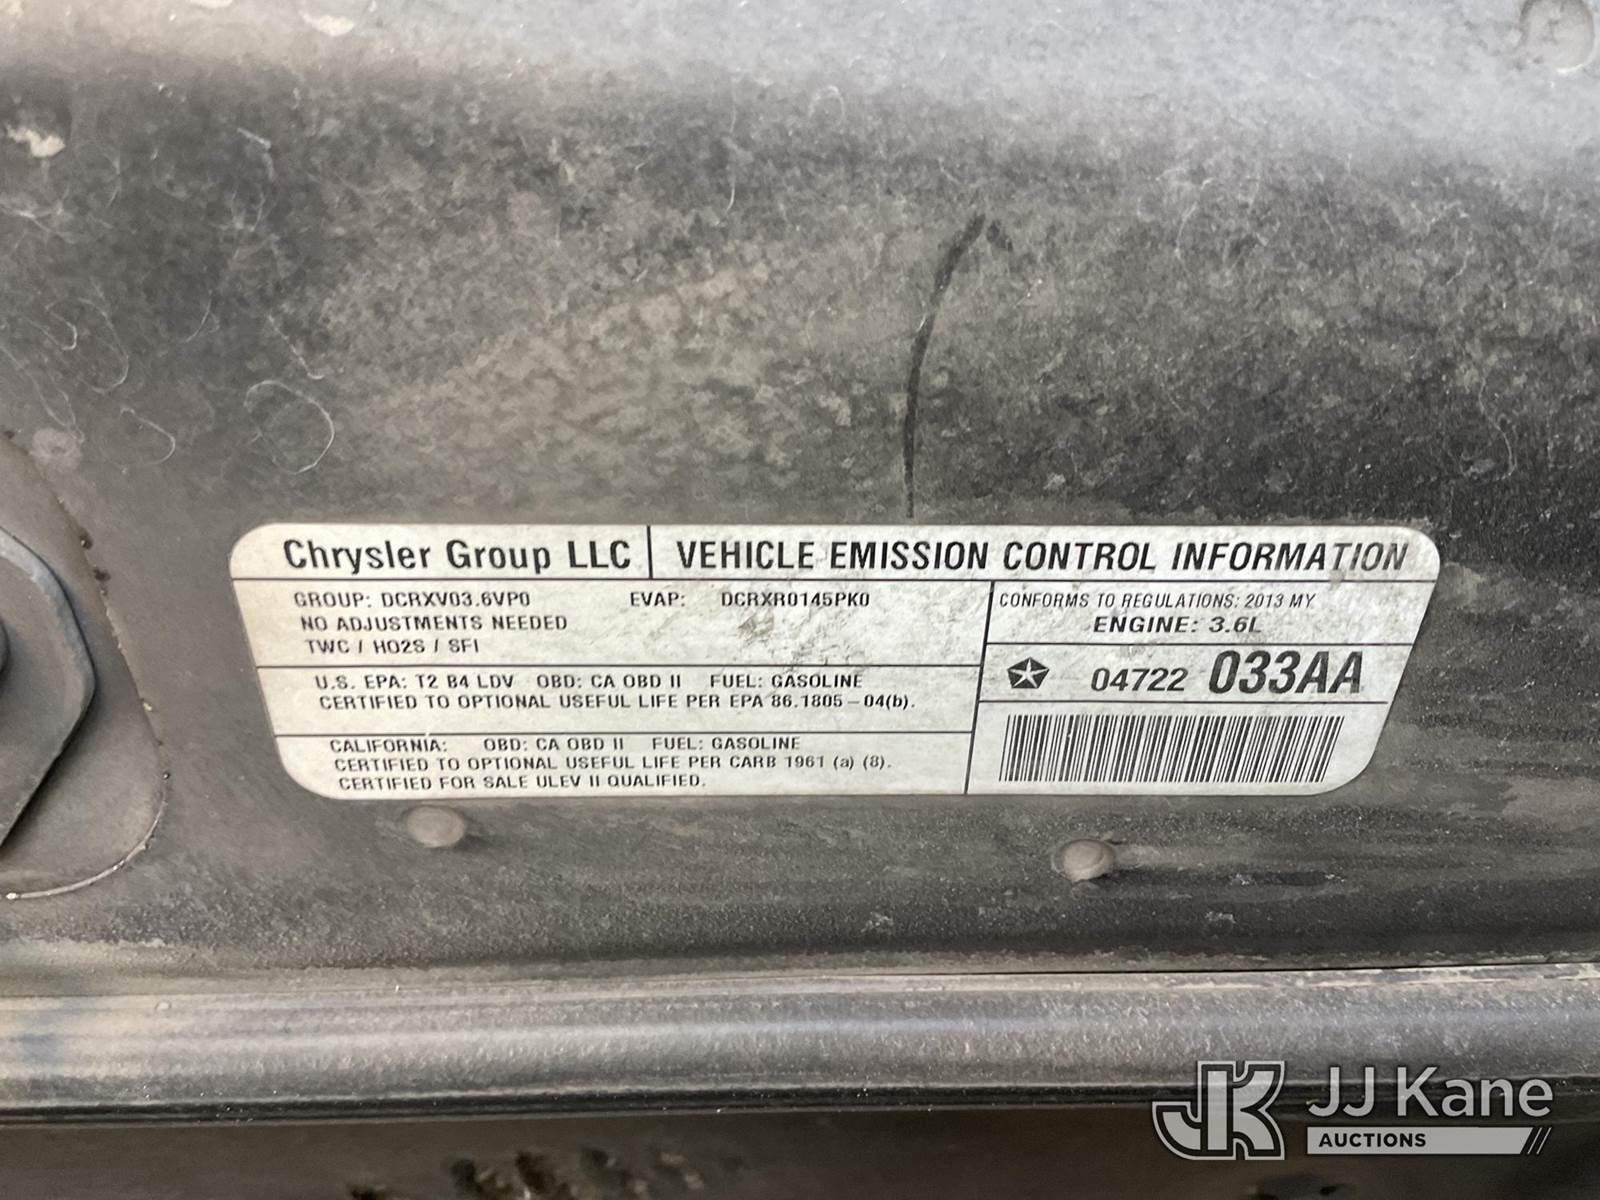 Chrysler Group LLC VEHICLE EMISSION CONTROL INFORMATION
GROUP: DCRXV03.6VP0 EVAP: DCRXR0145PK0
NO ADJUSTMENTS NEEDED
TWC / HO2S / SFI
CONFORMS TO REGULATIONS: 2013 MY
ENGINE: 3.6L
04722 033AA
U.S. EPA: T2 B4 LDV OBD: CA OBD II FUEL: GASOLINE
CERTIFIED TO OPTIONAL USEFUL LIFE PER EPA 86.1805-04(b).
CALIFORNIA: OBD: CA OBD II FUEL: GASOLINE
CERTIFIED TO OPTIONAL USEFUL LIFE PER CARB 1961 (a) (8).
CERTIFIED FOR SALE ULEV II QUALIFIED.
JK JJ Kane
AUCTIONS